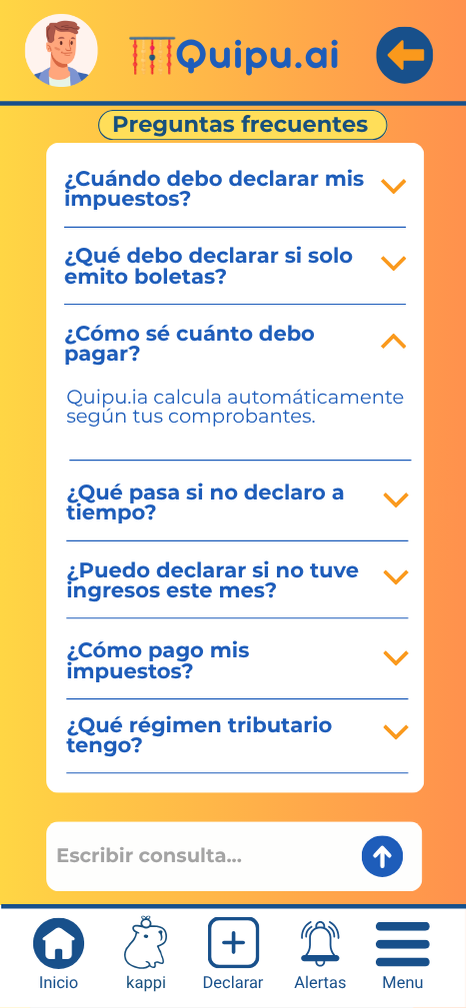 Quipu.ai
Preguntas frecuentes
¿Cuándo debo declarar mis
impuestos?
¿Qué debo declarar si solo
emito boletas?
¿Cómo sé cuánto debo
pagar?
Quipu.ia calcula automáticamente
según tus comprobantes.
¿Qué pasa si no declaro a
tiempo?
¿Puedo declarar si no tuve
ingresos este mes?
¿Cómo pago mis
impuestos?
¿Qué régimen tributario
tengo?
Escribir consulta...
Inicio
kappi
Declarar
Alertas
Menu